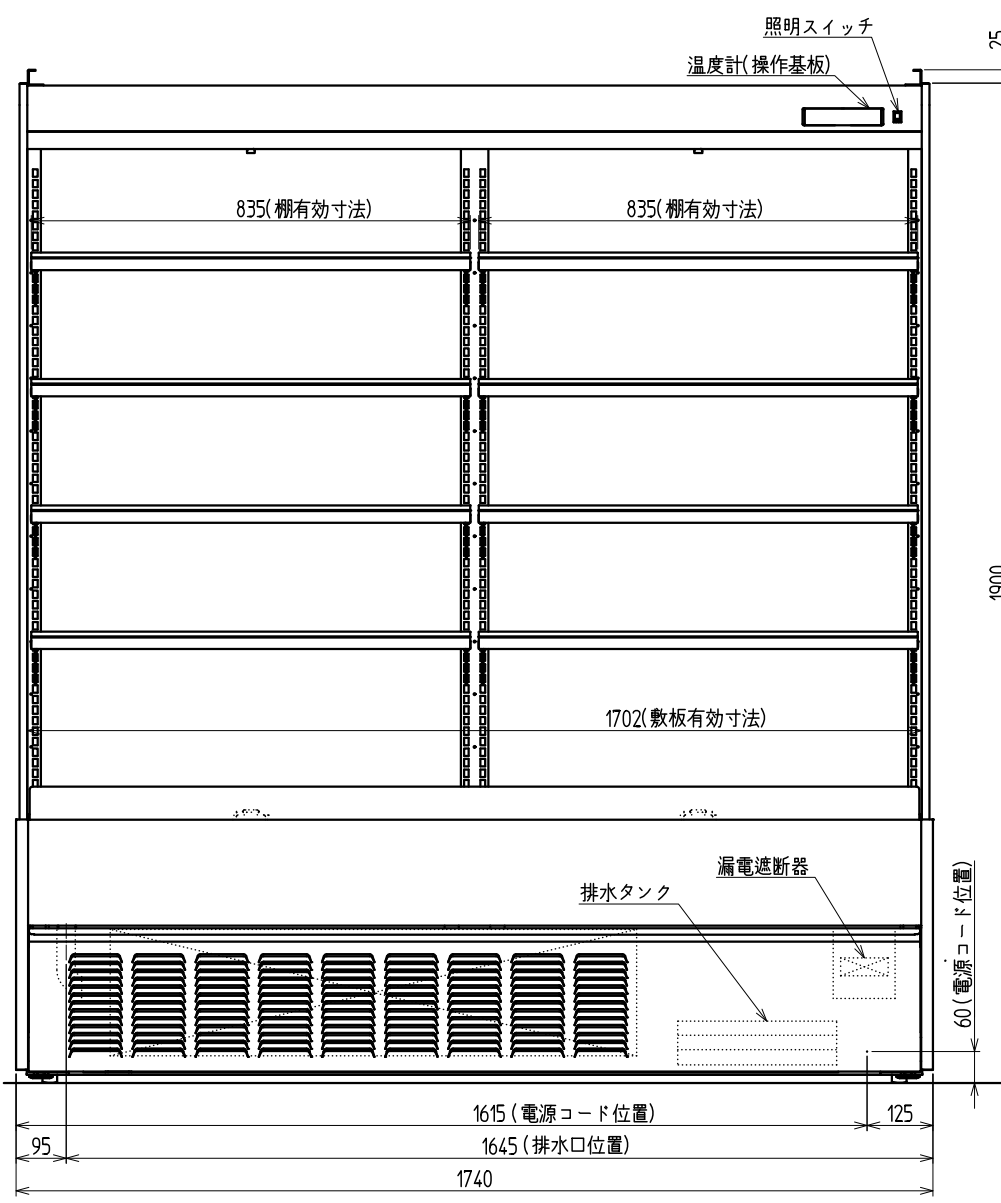 照明スイッチ
25
温度計(操作基板)
835(棚有効寸法)
835(棚有効寸法)
1900
1702(敷板有効寸法)
漏電遮断器
排水タンク
60(電源コード位置)
1615(電源コード位置)
125
95
1645(排水口位置)
1740